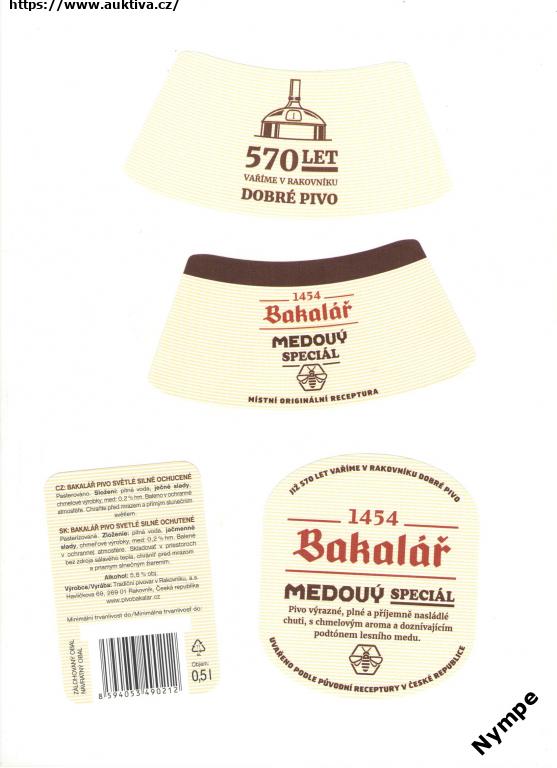 https://www.auktiva.cz/
570 LET
VAŘÍME V RAKOVNÍKU
DOBRÉ PIVO
1454
Bakalář
MEDOVÝ
SPECIÁL
MÍSTNÍ ORIGINÁLNÍ RECEPTURA
CZ: BAKALÁŘ PIVO SVĚTLÉ SILNÉ OCHUCENÉ
Pasterováno. Složení: pitná voda, ječné slady,
chmelové výrobky, med: 0,2 % hm. Baleno v ochranné
atmosféře. Chraňte před mrazem a přímým slunečním
světlem.
SK: BAKALÁŘ PIVO SVETLÉ SILNÉ OCHUTENÉ
Pasterizované. Zloženie: pitná voda, jačmenné
slady, chmeľové výrobky, med: 0,2 % hm. Balené
v ochrannej atmosfére. Skladovať v priestoroch
bez zdroja sálavého tepla, chrániť pred mrazom
a priamym slnečným žiarením.
Alkohol: 5,8 % obj.
Výrobce/Výrába: Tradiční pivovar v Rakovníku, a.s.
Havlíčkova 69, 269 01 Rakovník, Česká republika
www.pivobakalar.cz
Minimální trvanlivost do/Minimálna trvanlivosť do:
ZÁLOHOVANÝ OBAL
NÁVRATNÝ OBAL
8 594053 490212
Objem:
0,5 l
JIŽ 570 LET VAŘÍME V RAKOVNÍKU DOBRÉ PIVO
1454
Bakalář
MEDOVÝ SPECIÁL
Pivo výrazné, plné a příjemně nasládlé
chuti, s chmelovým aroma a doznívajícím
podtónem lesního medu.
UVAŘENO PODLE PŮVODNÍ RECEPTURY V ČESKÉ REPUBLICE
Nympe